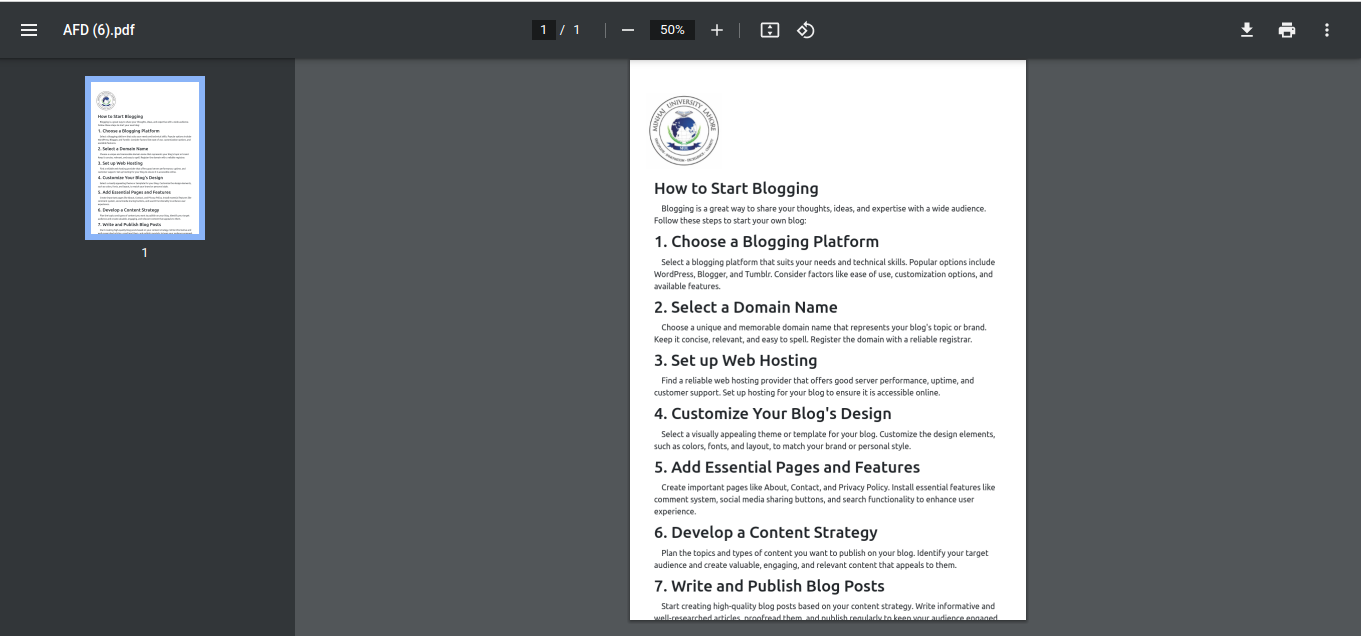 AFD (6).pdf
1 / 1
50%
1
MINHAJ UNIVERSITY LAHORE
How to Start Blogging
Blogging is a great way to share your thoughts, ideas, and expertise with a wide audience.
Follow these steps to start your own blog:
1. Choose a Blogging Platform
Select a blogging platform that suits your needs and technical skills. Popular options include
WordPress, Blogger, and Tumblr. Consider factors like ease of use, customization options, and
available features.
2. Select a Domain Name
Choose a unique and memorable domain name that represents your blog's topic or brand.
Keep it concise, relevant, and easy to spell. Register the domain with a reliable registrar.
3. Set up Web Hosting
Find a reliable web hosting provider that offers good server performance, uptime, and
customer support. Set up hosting for your blog to ensure it is accessible online.
4. Customize Your Blog's Design
Select a visually appealing theme or template for your blog. Customize the design elements,
such as colors, fonts, and layout, to match your brand or personal style.
5. Add Essential Pages and Features
Create important pages like About, Contact, and Privacy Policy. Install essential features like
comment system, social media sharing buttons, and search functionality to enhance user
experience.
6. Develop a Content Strategy
Plan the topics and types of content you want to publish on your blog. Identify your target
audience and create valuable, engaging, and relevant content that appeals to them.
7. Write and Publish Blog Posts
Start creating high-quality blog posts based on your content strategy. Write informative and
well-researched articles, proofread them, and publish regularly to keep your audience engaged